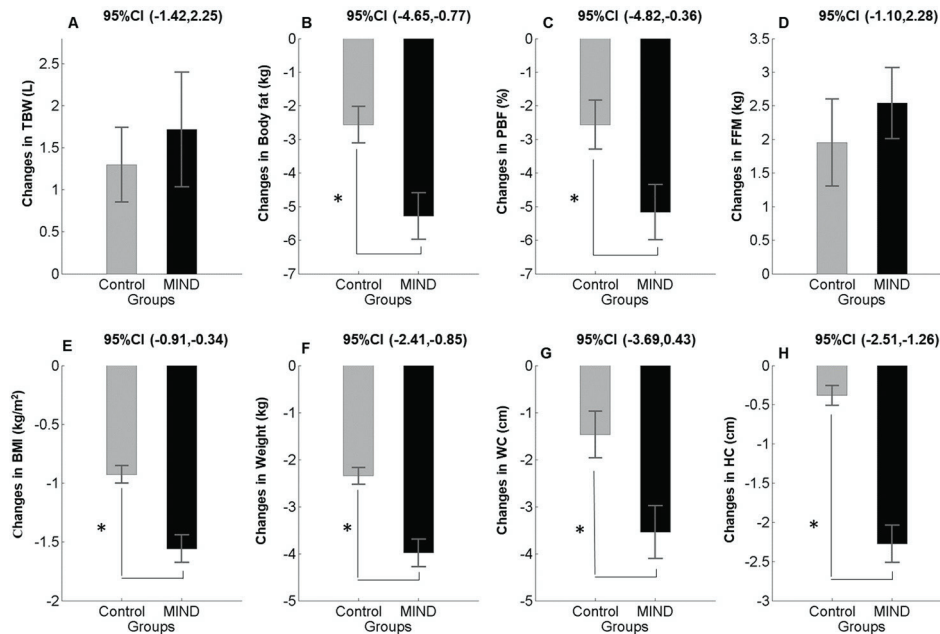 A 95%CI (-1.42,2.25)
Changes in TBW (L)
2.5
2
1.5
1
0.5
0
Control MIND
Groups
B 95%CI (-4.65,-0.77)
Changes in Body fat (kg)
0
-1
-2
-3
-4
-5
-6
-7
*
Control MIND
Groups
C 95%CI (-4.82,-0.36)
Changes in PBF (%)
0
-1
-2
-3
-4
-5
-6
-7
*
Control MIND
Groups
D 95%CI (-1.10,2.28)
Changes in FFM (kg)
3.5
3
2.5
2
1.5
1
0.5
0
Control MIND
Groups
E 95%CI (-0.91,-0.34)
Changes in BMI (kg/m²)
0
-0.5
-1
-1.5
-2
*
Control MIND
Groups
F 95%CI (-2.41,-0.85)
Changes in Weight (kg)
0
-1
-2
-3
-4
-5
*
Control MIND
Groups
G 95%CI (-3.69,0.43)
Changes in WC (cm)
0
-1
-2
-3
-4
-5
*
Control MIND
Groups
H 95%CI (-2.51,-1.26)
Changes in HC (cm)
0
-0.5
-1
-1.5
-2
-2.5
-3
*
Control MIND
Groups